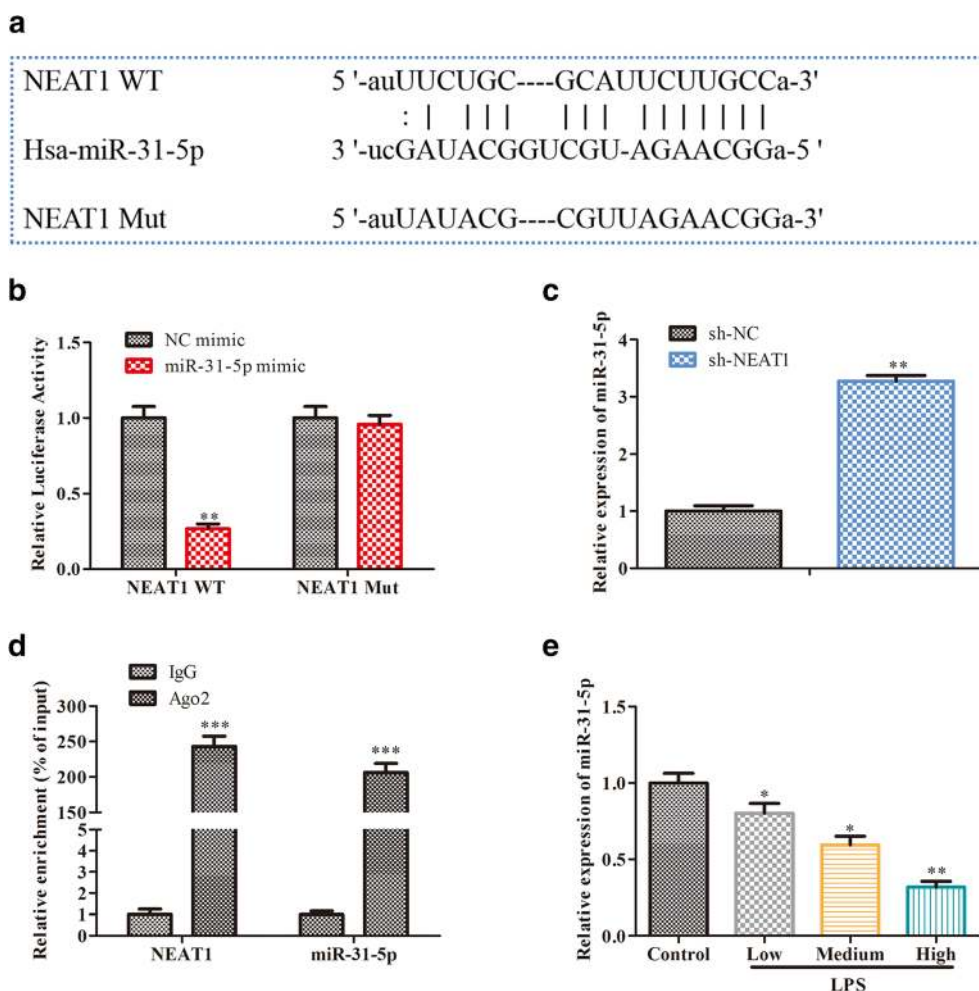 a
NEAT1 WT 5 '-auUUCUGC----GCAUUCUUGCCa-3'
: | | | | | | | | | | | | | |
Hsa-miR-31-5p 3 '-ucGAUACGGUCGU-AGAACGGa-5 '
NEAT1 Mut 5 '-auUAUACG----CGUUAGAACGGa-3'
b
NC mimic
miR-31-5p mimic
Relative Luciferase Activity
1.5
1.0
0.5
0.0
**
NEAT1 WT NEAT1 Mut
c
sh-NC
sh-NEAT1
Relative expression of miR-31-5p
4
3
2
1
0
**
d
IgG
Ago2
Relative enrichment (% of input)
300
250
200
150
100
5
4
3
2
1
0
***
***
NEAT1 miR-31-5p
e
Relative expression of miR-31-5p
1.5
1.0
0.5
0.0
*
*
**
Control Low Medium High
LPS